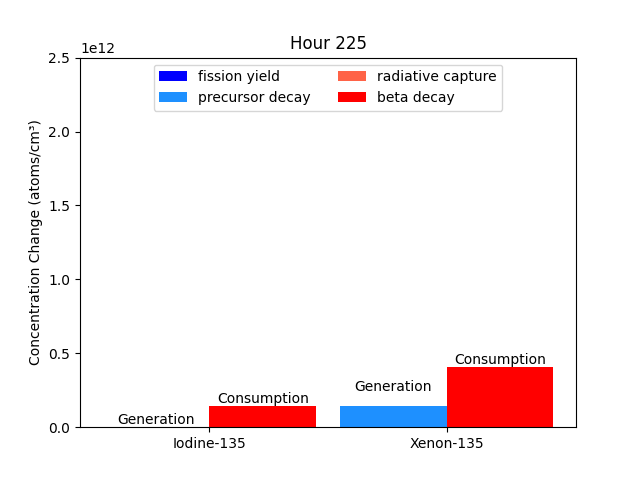 Hour 225
1e12
fission yield
precursor decay
radiative capture
beta decay
Concentration Change (atoms/cm³)
2.5
2.0
1.5
1.0
0.5
0.0
Generation
Consumption
Generation
Consumption
Iodine-135
Xenon-135